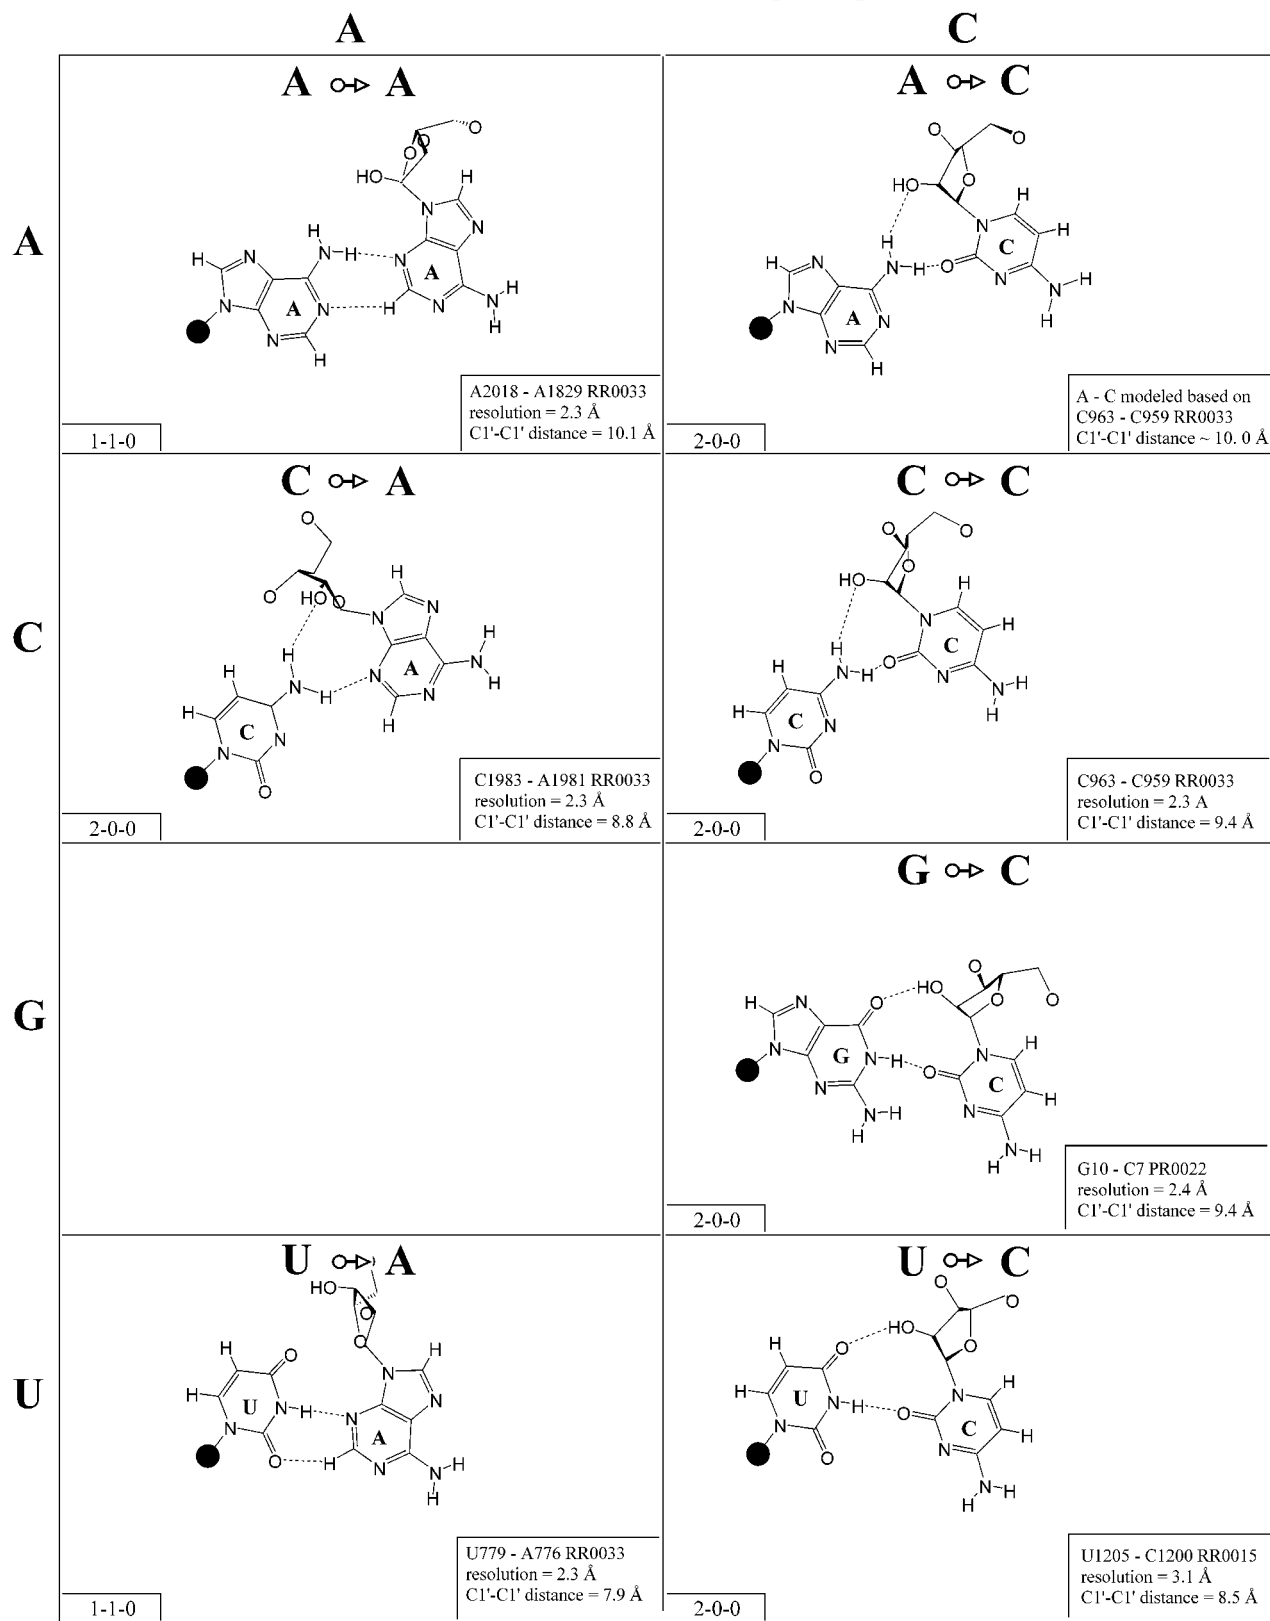 A C
A A A
A C
A
HO
H
N
N
N
H
N
H
N
N
A
H
N
N
H
N
A
N
H
N
N
H
H
O
O
O
O
O
HO
O
H
N
H
C
O
N
N
H
H
H
N
H
H
N
N
A
N
N
H
A2018 - A1829 RR0033
resolution = 2.3 Å
C1'-C1' distance = 10.1 Å
1-1-0
A - C modeled based on
C963 - C959 RR0033
C1'-C1' distance ~ 10. 0 Å
2-0-0
C A
C C
C
O
O
HO
O
H
N
N
H
N
H
A
N
N
H
H
H
N
H
H
C
N
N
O
O
O
O
HO
H
N
H
C
O
N
N
H
H
H
N
H
H
H
C
N
N
O
C1983 - A1981 RR0033
resolution = 2.3 Å
C1'-C1' distance = 8.8 Å
2-0-0
C963 - C959 RR0033
resolution = 2.3 A
C1'-C1' distance = 9.4 Å
2-0-0
G C
G
O
HO
O
O
H
N
O
N
G
N
H
N
N
H
H
N
H
O
C
H
N
N
H
H
G10 - C7 PR0022
resolution = 2.4 Å
C1'-C1' distance = 9.4 Å
2-0-0
U A
U C
U
HO
O
O
H
O
H
U
N
H
N
O
N
H
N
N
A
H
N
N
H
H
O
O
HO
O
H
O
H
U
N
H
N
O
N
H
O
C
H
N
N
H
H
U779 - A776 RR0033
resolution = 2.3 Å
C1'-C1' distance = 7.9 Å
1-1-0
U1205 - C1200 RR0015
resolution = 3.1 Å
C1'-C1' distance = 8.5 Å
2-0-0